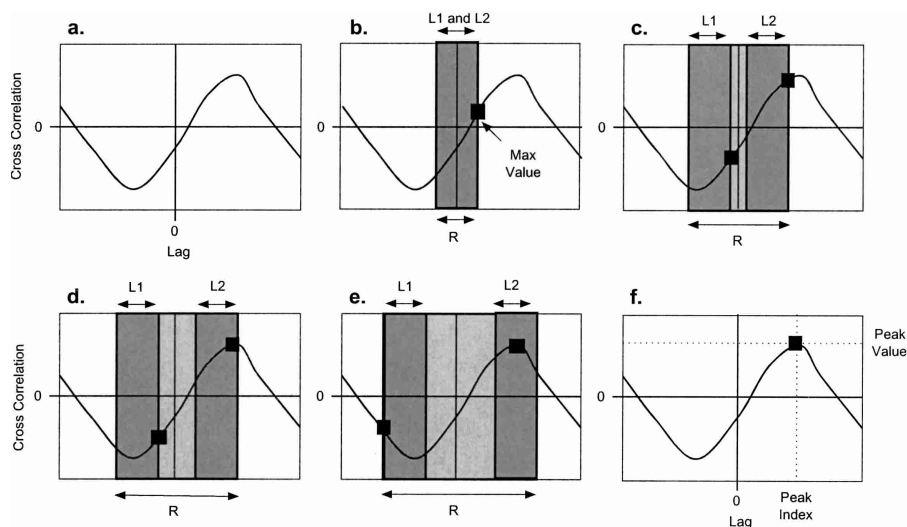 a.
Cross Correlation
0
0
Lag
b.
L1 and L2
0
Max
Value
R
c.
L1
L2
0
R
d.
L1
L2
Cross Correlation
0
R
e.
L1
L2
0
R
f.
0
Peak
Value
0
Lag
Peak
Index